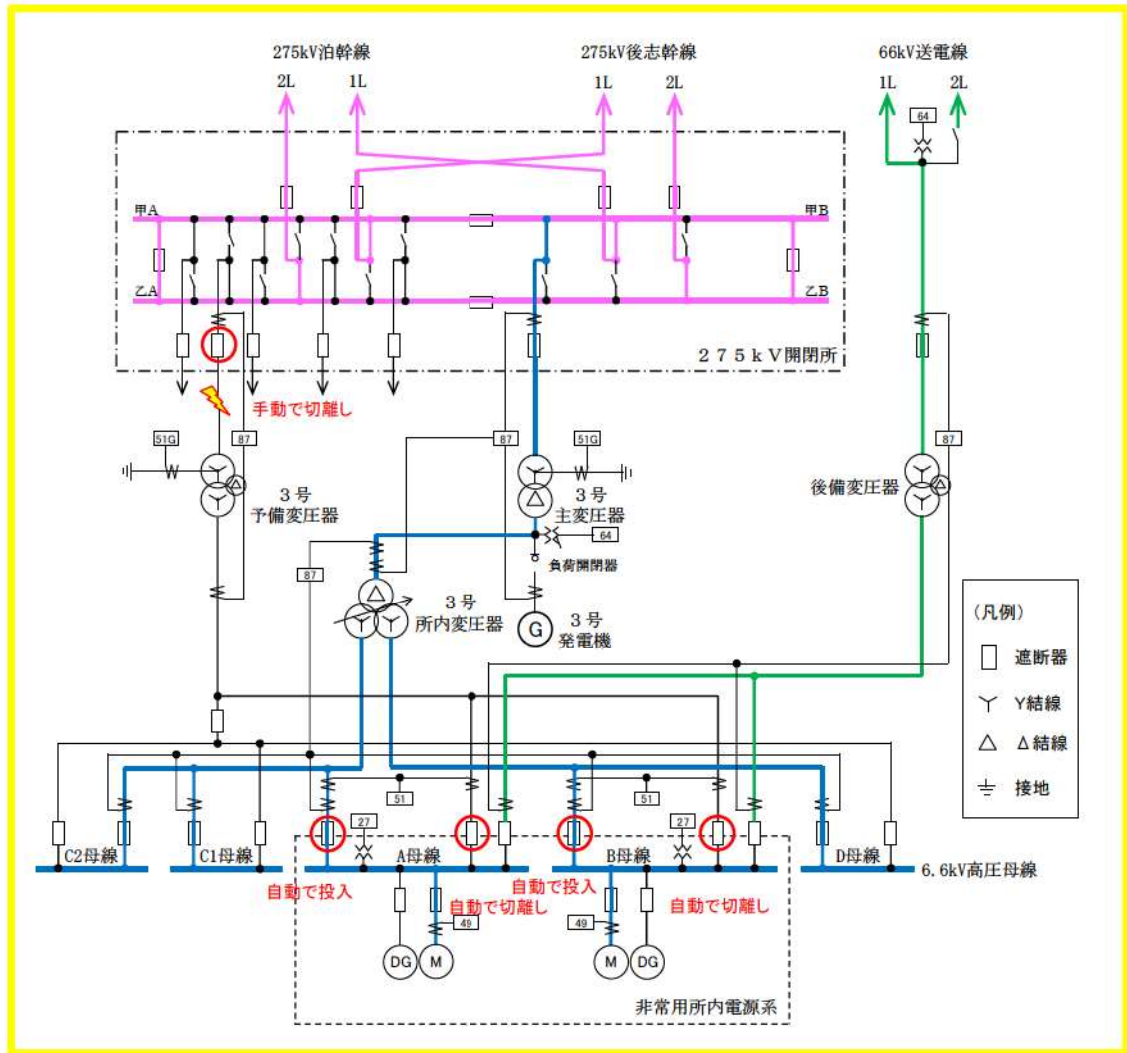 275kV泊幹線
275kV後志幹線
66kV送電線
2L
1L
1L
2L
1L
2L
64
甲A
甲B
乙A
乙B
275kV開閉所
手動で切離し
51G
87
87
51G
87
3号
予備変圧器
3号
主変圧器
後備変圧器
64
負荷開閉器
87
3号
所内変圧器
G
3号
発電機
(凡例)
遮断器
Y結線
Δ結線
接地
51
51
27
27
C2母線
C1母線
A母線
B母線
D母線
6.6kV高圧母線
自動で投入
自動で切離し
自動で投入
自動で切離し
49
49
DG
M
M
DG
非常用所内電源系